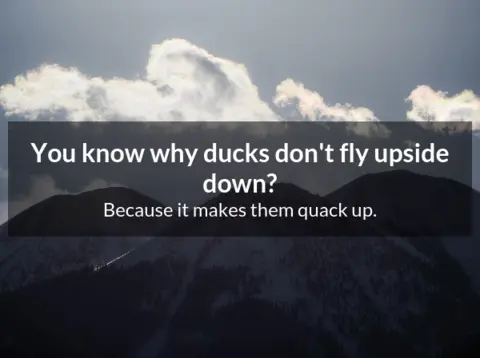 You know why ducks don't fly upside
down?
Because it makes them quack up.